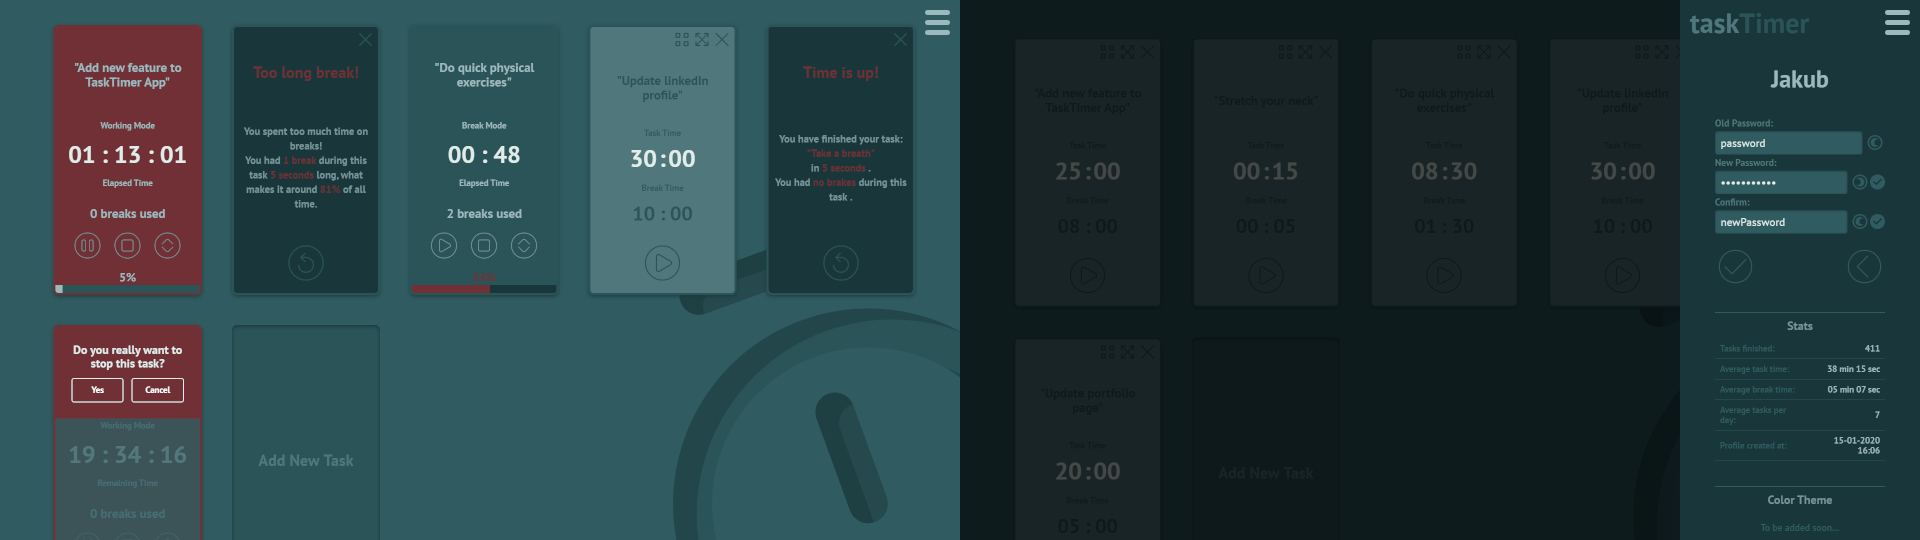 "Add new feature to
TaskTimer App"
Working Mode
01 : 13 : 01
Elapsed Time
0 breaks used
5%
Too long break!
You spent too much time on
breaks!
You had 1 break during this
task 5 seconds long, what
makes it around 81% of all
time.
"Do quick physical
exercises"
Break Mode
00 : 48
Elapsed Time
2 breaks used
"Update linkedIn
profile"
Task Time
30:00
Break Time
10 : 00
Time is up!
You have finished your task:
"Take a breath"
in 5 seconds .
You had no brakes during this
task .
Do you really want to
stop this task?
Yes
Cancel
Working Mode
19 : 34 : 16
Remaining Time
0 breaks used
Add New Task
"Add new feature to
TaskTimer App"
Task Time
25:00
Break Time
08 : 00
"Stretch your neck"
Task Time
00:15
Break Time
00 : 05
"Do quick physical
exercises"
Task Time
08:30
Break Time
01 : 30
"Update linkedIn
profile"
Task Time
30:00
Break Time
10 : 00
"Update portfolio
page"
Task Time
20:00
Break Time
05 : 00
Add New Task
taskTimer
Jakub
Old Password:
password
New Password:
•••••••••••
Confirm:
newPassword
Stats
Tasks finished: 411
Average task time: 38 min 15 sec
Average break time: 05 min 07 sec
Average tasks per
day: 7
Profile created at: 15-01-2020
16:06
Color Theme
To be added soon...